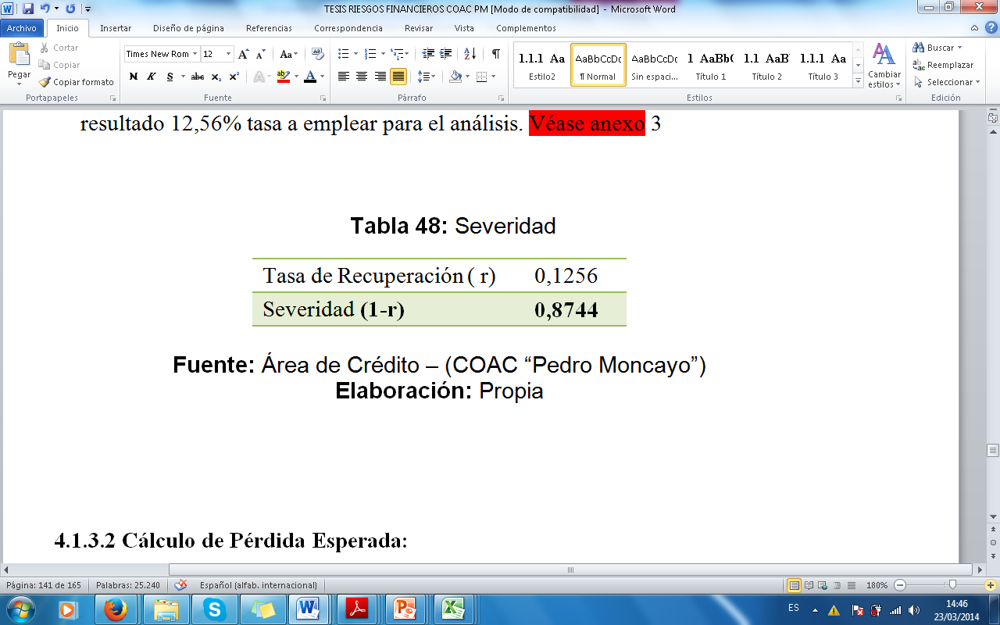 TESIS RIESGOS FINANCIEROS COAC PM [Modo de compatibilidad] - Microsoft Word
Archivo Inicio Insertar Diseño de página Referencias Correspondencia Revisar Vista Complementos
Pegar
Cortar
Copiar
Copiar formato
Portapapeles
Times New Rom 12
N K S abc x₂ x²
Fuente
Párrafo
1.1.1 Aa AaBbCcDc AaBbCcDc 1 AaBb( 1.1 AaB 1.1.1 Aa
Estilo2 ¶ Normal Sin espaci... Título 1 Título 2 Título 3
Cambiar estilos
Estilos
Buscar
Reemplazar
Seleccionar
Edición
resultado 12,56% tasa a emplear para el análisis. Véase anexo 3
Tabla 48: Severidad
Tasa de Recuperación ( r) 0,1256
Severidad (1-r) 0,8744
Fuente: Área de Crédito – (COAC “Pedro Moncayo”)
Elaboración: Propia
4.1.3.2 Cálculo de Pérdida Esperada:
Página: 141 de 165 Palabras: 25.240 Español (alfab. internacional) 180%
ES 14:46
23/03/2014